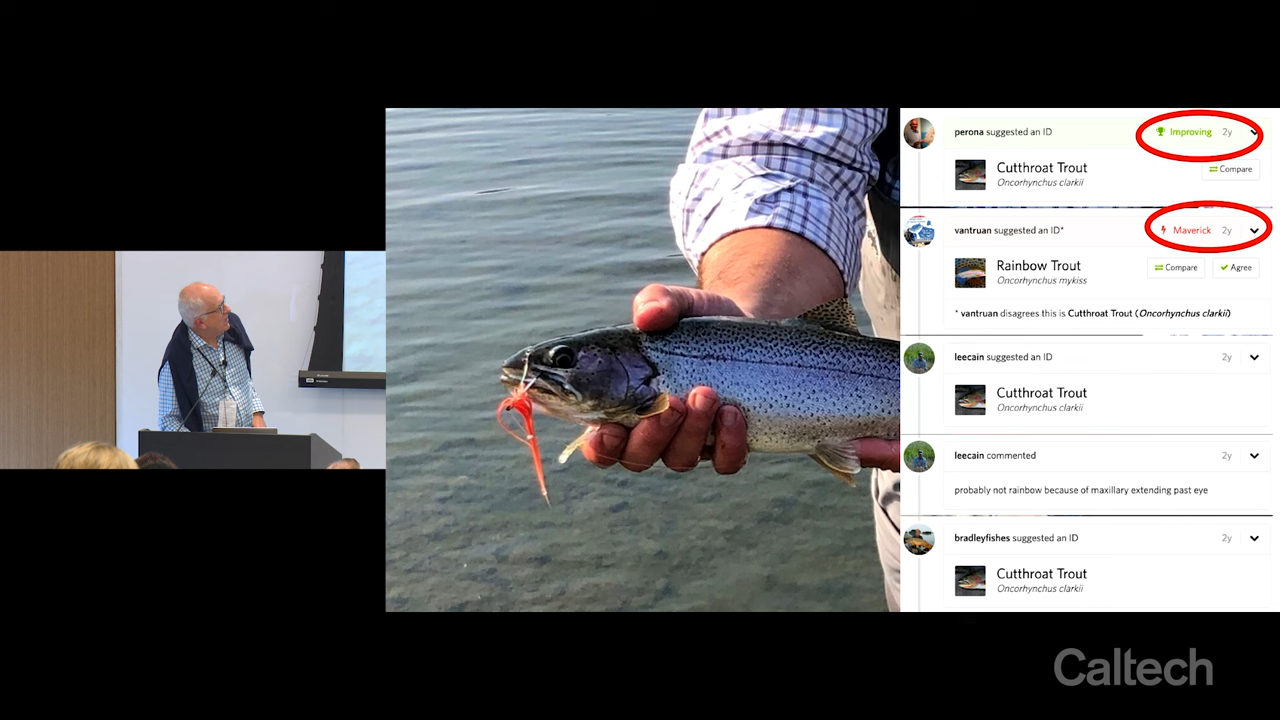 perona suggested an ID
Improving 2y
Cutthroat Trout
Oncorhynchus clarkii
Compare
vantruan suggested an ID*
Maverick 2y
Rainbow Trout
Oncorhynchus mykiss
Compare
Agree
* vantruan disagrees this is Cutthroat Trout (Oncorhynchus clarkii)
leecain suggested an ID
2y
Cutthroat Trout
Oncorhynchus clarkii
leecain commented
2y
probably not rainbow because of maxillary extending past eye
bradleyfishes suggested an ID
2y
Cutthroat Trout
Oncorhynchus clarkii
Caltech